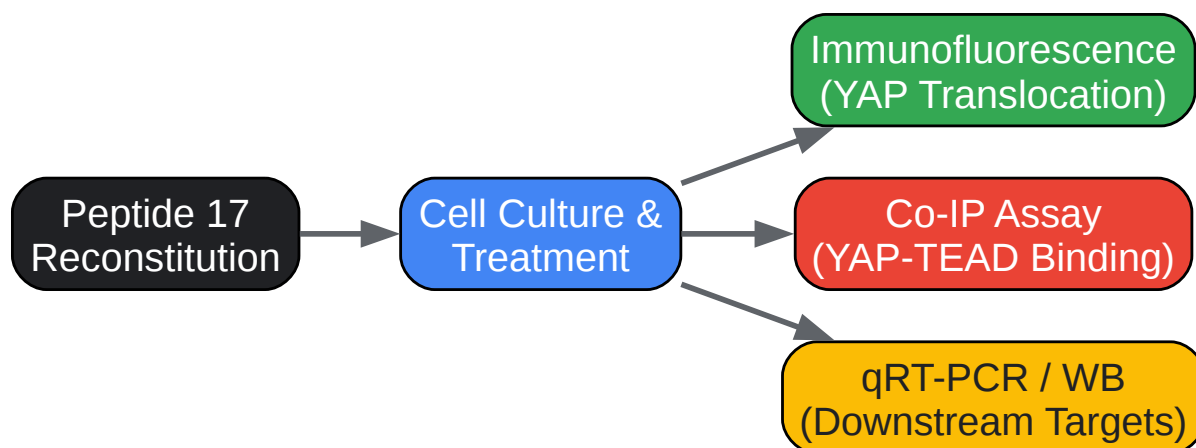 Peptide 17
Reconstitution
Cell Culture &
Treatment
Immunofluorescence
(YAP Translocation)
Co-IP Assay
(YAP-TEAD Binding)
qRT-PCR / WB
(Downstream Targets)